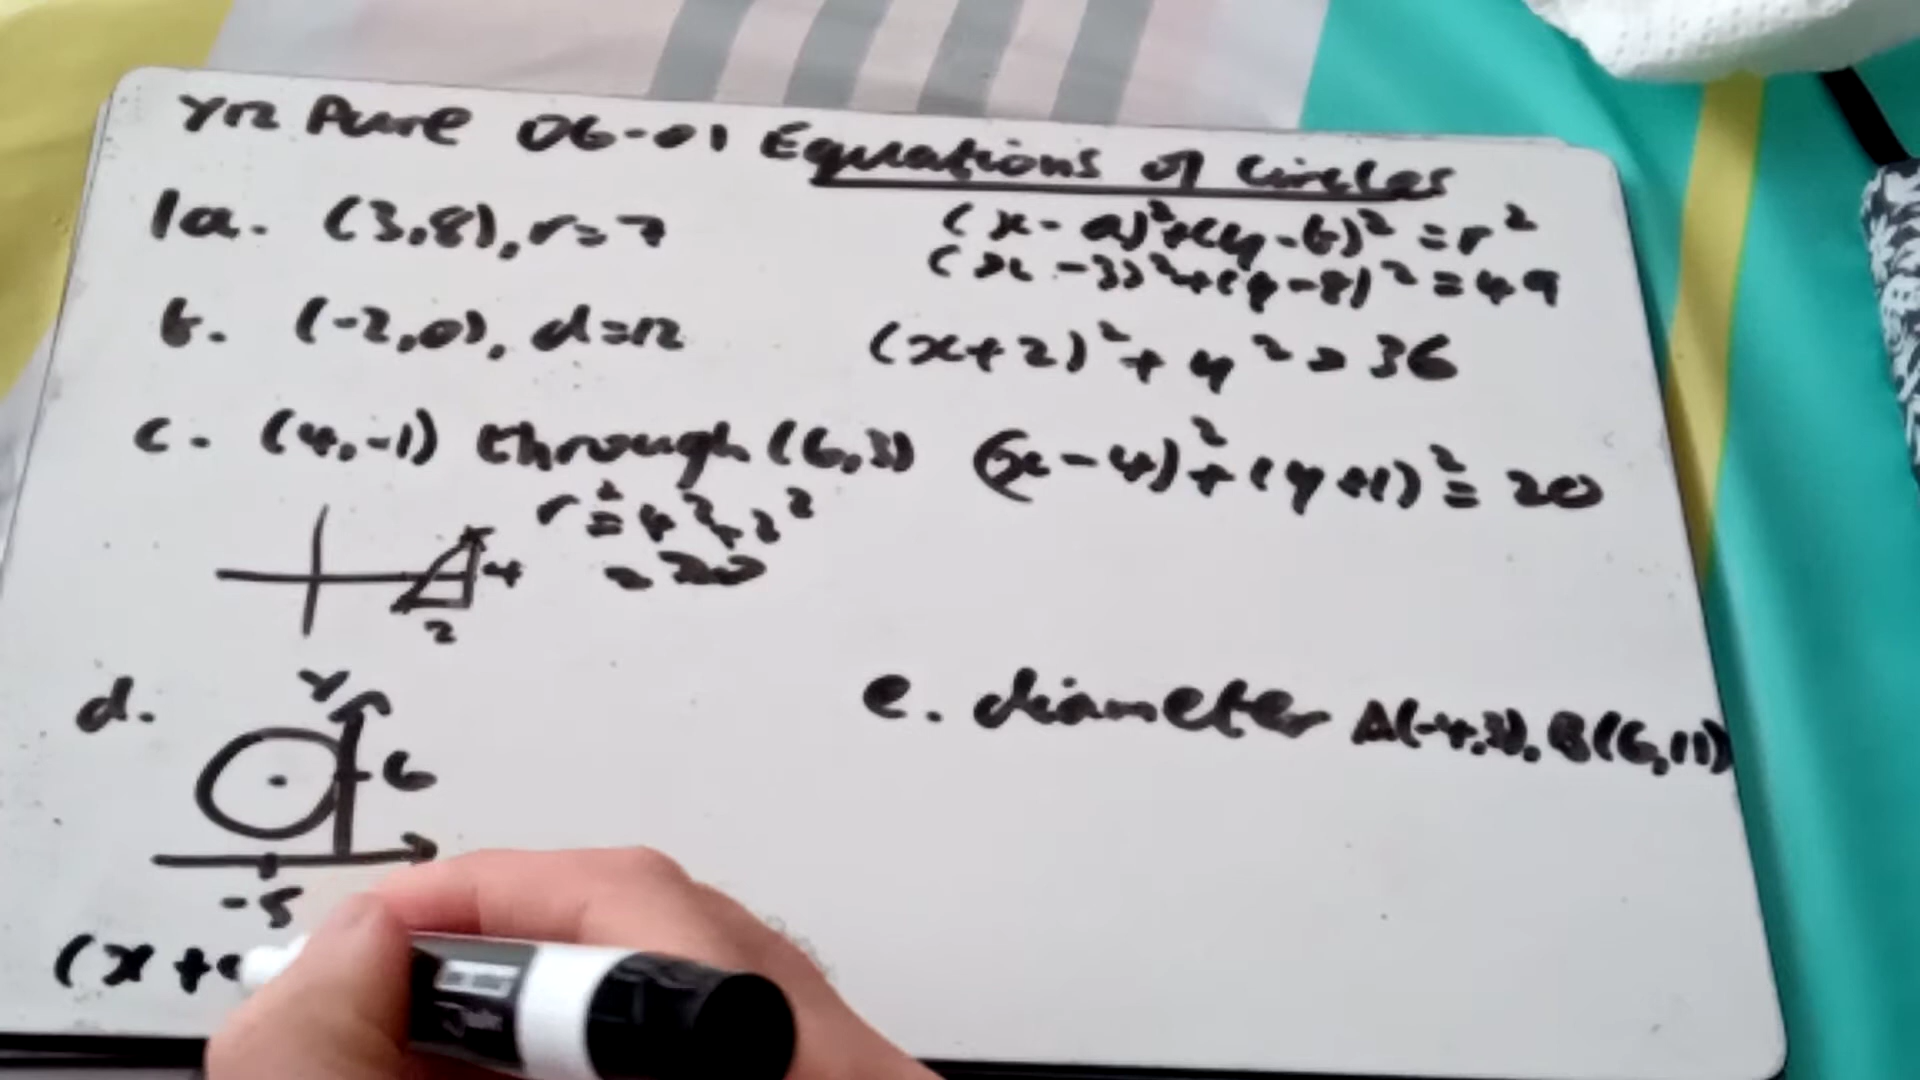 Yr12 Pure 06-01 Equations of Circles
1a. (3,8), r=7
(x-a)²+(y-b)²=r²
(x-3)²+(y-8)²=49
b. (-2,0), d=12
(x+2)²+y²=36
c. (4,-1) through (6,3)
(x-4)²+(y+1)²=20
r²=4²+2²
=20
4
2
d.
Y
6
-5
(x+
e. diameter A(-4,3), B(6,11)